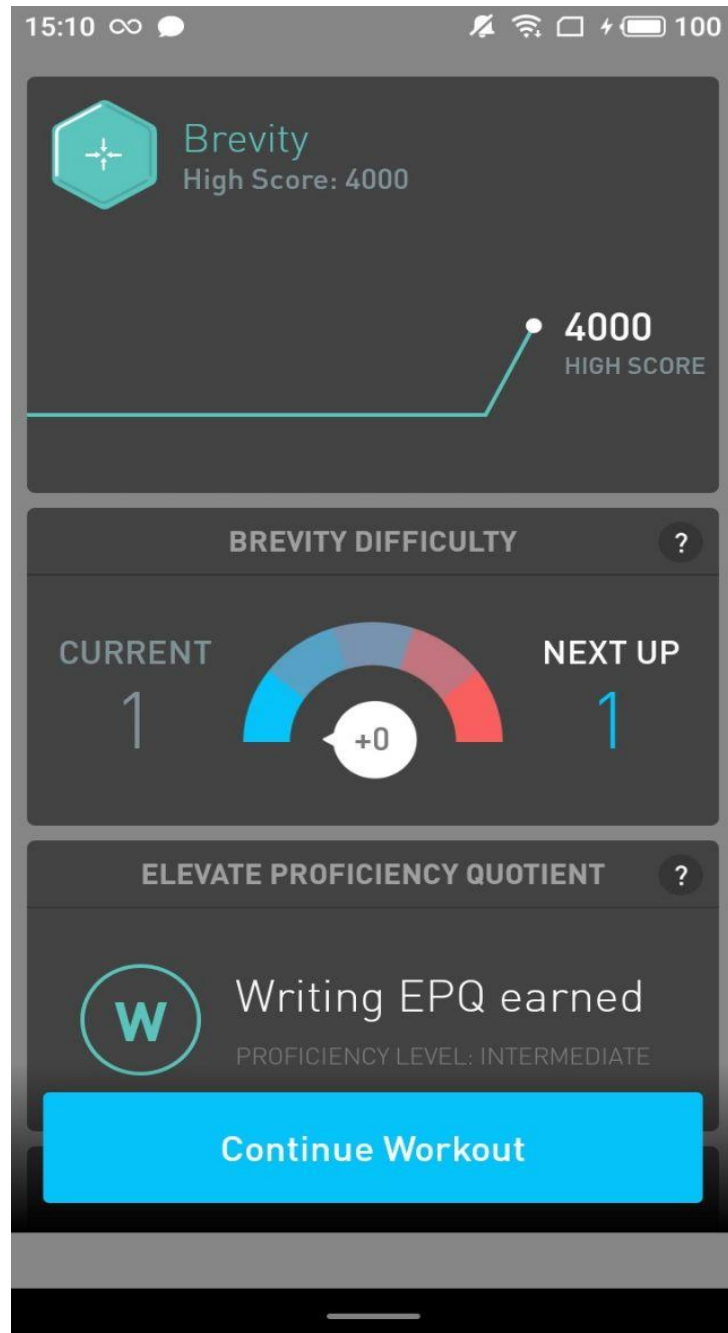 15:10 100
Brevity
High Score: 4000
4000
HIGH SCORE
BREVITY DIFFICULTY ?
CURRENT NEXT UP
1 +0 1
ELEVATE PROFICIENCY QUOTIENT ?
W Writing EPQ earned
PROFICIENCY LEVEL: INTERMEDIATE
Continue Workout